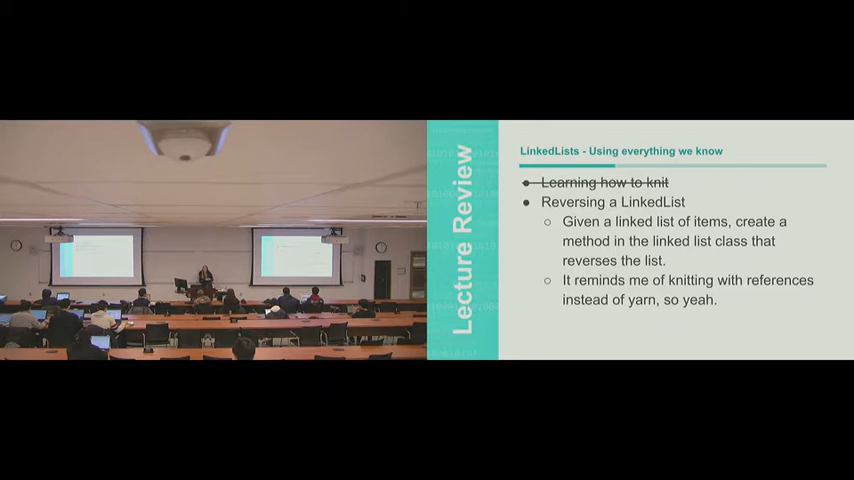 Lecture Review
LinkedLists - Using everything we know
Learning how to knit
Reversing a LinkedList
Given a linked list of items, create a
method in the linked list class that
reverses the list.
It reminds me of knitting with references
instead of yarn, so yeah.